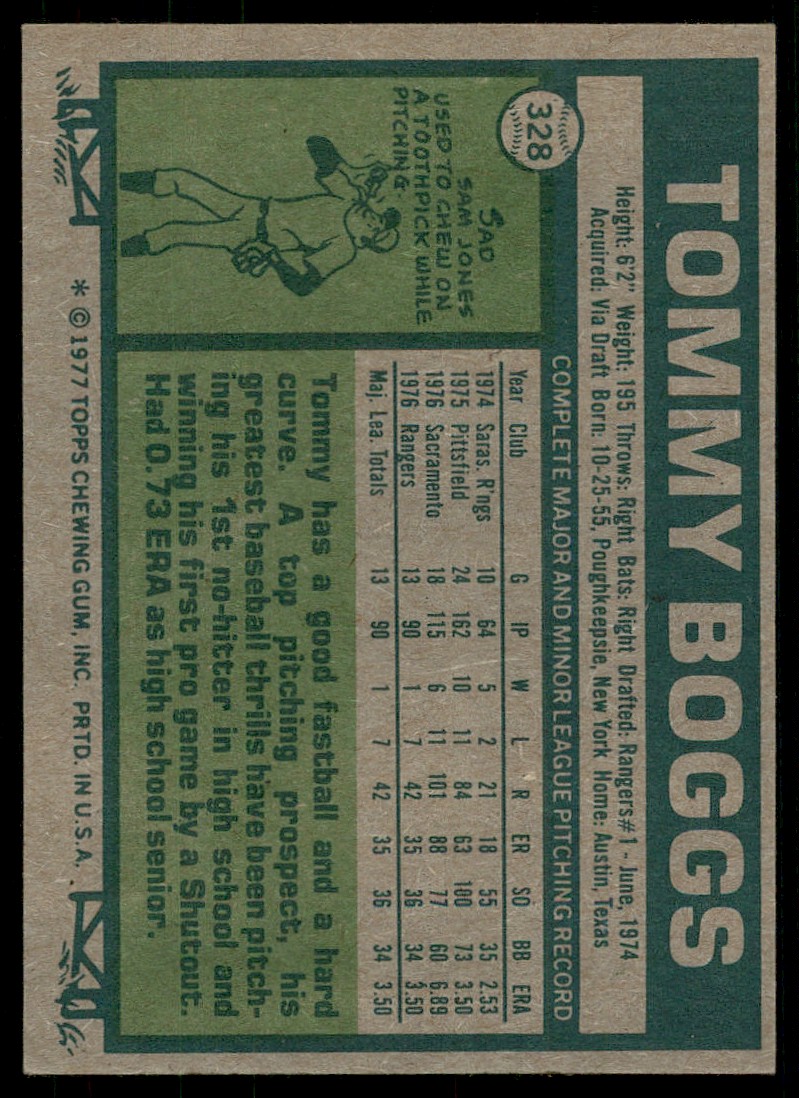 328
TOMMY BOGGS
Height: 6'2" Weight: 195 Throws: Right Bats: Right Drafted: Rangers#1 - June, 1974
Acquired: Via Draft Born: 10-25-55, Poughkeepsie, New York Home: Austin, Texas
COMPLETE MAJOR AND MINOR LEAGUE PITCHING RECORD
Year Club G IP W L R ER SO BB ERA
1974 Saras. R'ngs 10 64 5 2 21 18 55 35 2.53
1975 Pittsfield 24 162 10 11 84 63 100 73 3.50
1976 Sacramento 18 115 6 11 101 88 77 60 6.89
1976 Rangers 13 90 1 7 42 35 36 34 3.50
Maj. Lea. Totals 13 90 1 7 42 35 36 34 3.50
SAD
SAM JONES
USED TO CHEW ON
A TOOTHPICK WHILE
PITCHING.
Tommy has a good fastball and a hard
curve. A top pitching prospect, his
greatest baseball thrills have been pitch-
ing his 1st no-hitter in high school and
winning his first pro game by a Shutout.
Had 0.73 ERA as high school senior.
* © 1977 TOPPS CHEWING GUM, INC. PRTD. IN U.S.A.